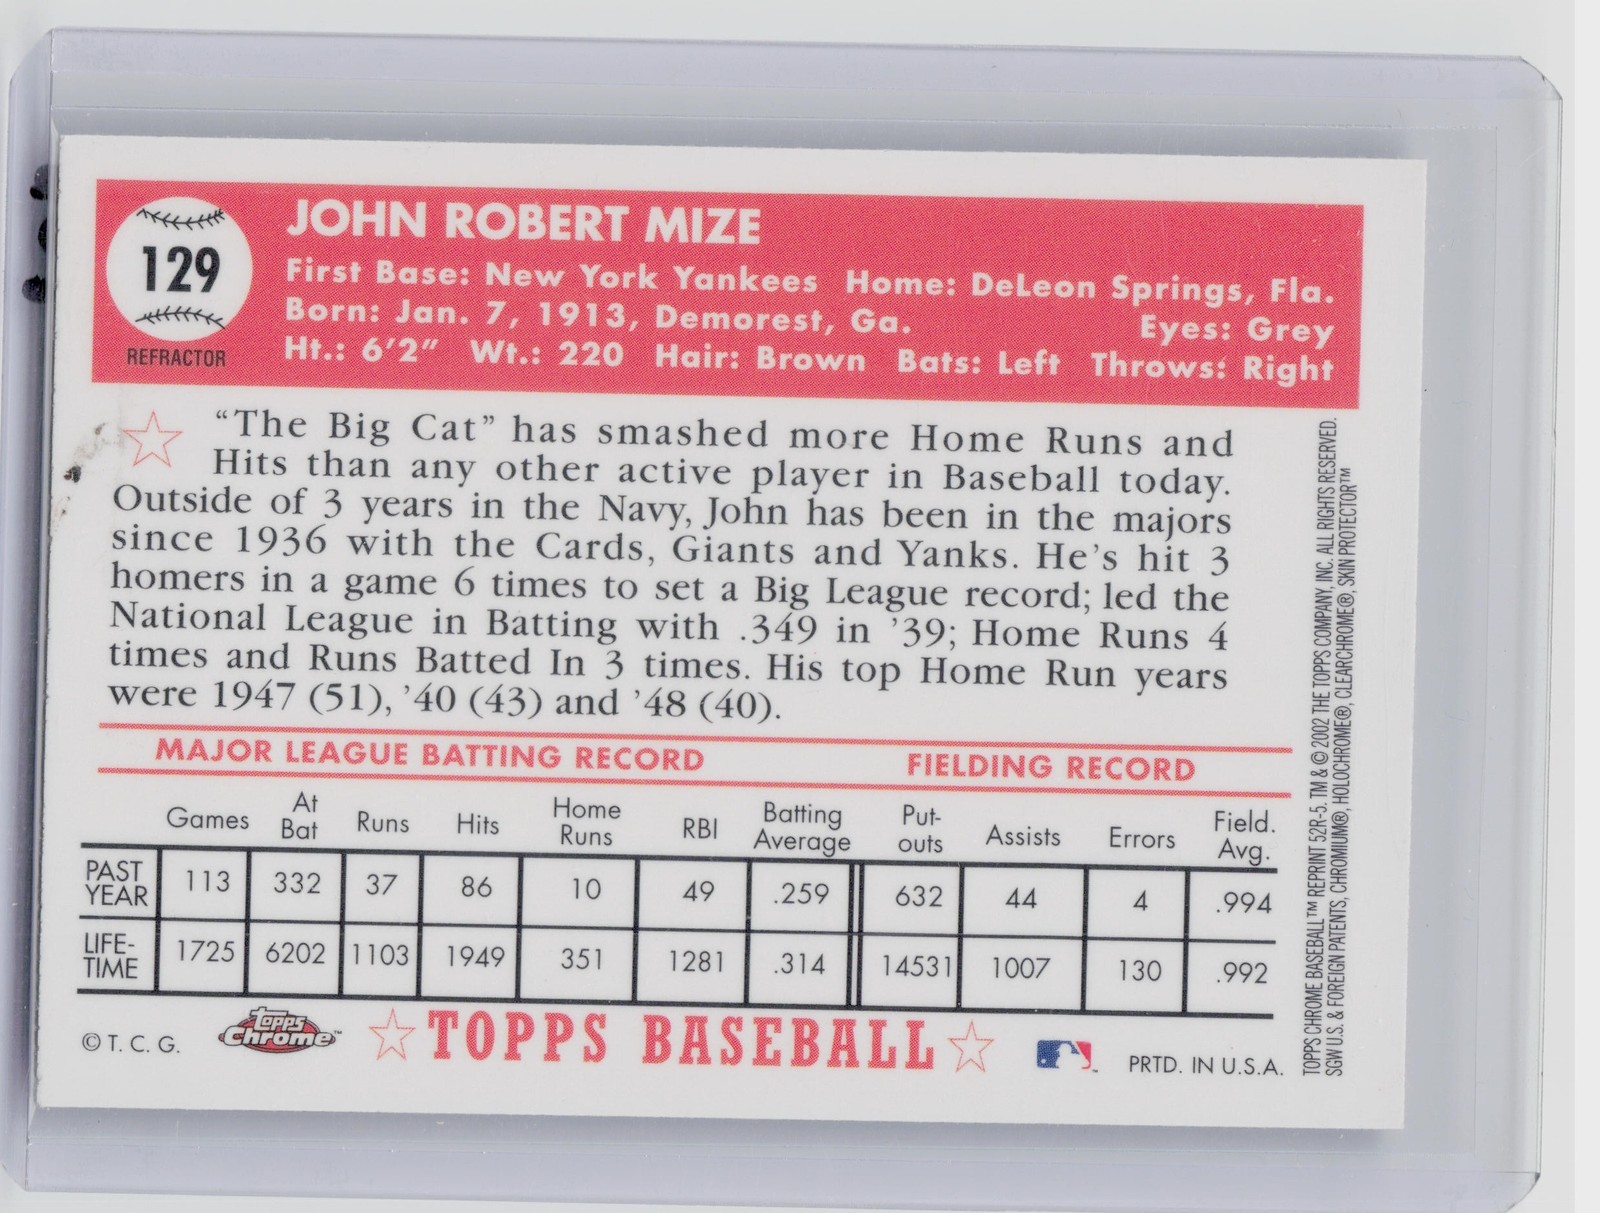 129
REFRACTOR
JOHN ROBERT MIZE
First Base: New York Yankees Home: DeLeon Springs, Fla.
Born: Jan. 7, 1913, Demorest, Ga. Eyes: Grey
Ht.: 6'2" Wt.: 220 Hair: Brown Bats: Left Throws: Right
“The Big Cat” has smashed more Home Runs and
Hits than any other active player in Baseball today.
Outside of 3 years in the Navy, John has been in the majors
since 1936 with the Cards, Giants and Yanks. He's hit 3
homers in a game 6 times to set a Big League record; led the
National League in Batting with .349 in '39; Home Runs 4
times and Runs Batted In 3 times. His top Home Run years
were 1947 (51), '40 (43) and '48 (40).
MAJOR LEAGUE BATTING RECORD FIELDING RECORD
Games At Bat Runs Hits Home Runs RBI Batting Average Put-outs Assists Errors Field. Avg.
PAST YEAR 113 332 37 86 10 49 .259 632 44 4 .994
LIFE-TIME 1725 6202 1103 1949 351 1281 .314 14531 1007 130 .992
© T. C. G. topps Chrome™ TOPPS BASEBALL PRTD. IN U.S.A.
TOPPS CHROME BASEBALL™ REPRINT 52R-5. TM & © 2002 THE TOPPS COMPANY, INC. ALL RIGHTS RESERVED.
SGW U.S. & FOREIGN PATENTS, CHROMIUM®, HOLOCHROME®, CLEARCHROME®, SKIN PROTECTOR™